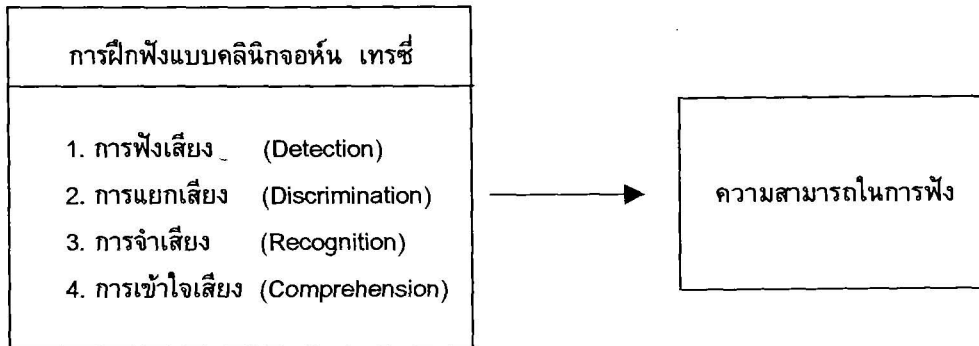 การฝึกฟังแบบคลินิกจอห์น เทรซี่
1. การฟังเสียง (Detection)
2. การแยกเสียง (Discrimination)
3. การจำเสียง (Recognition)
4. การเข้าใจเสียง (Comprehension)
ความสามารถในการฟัง